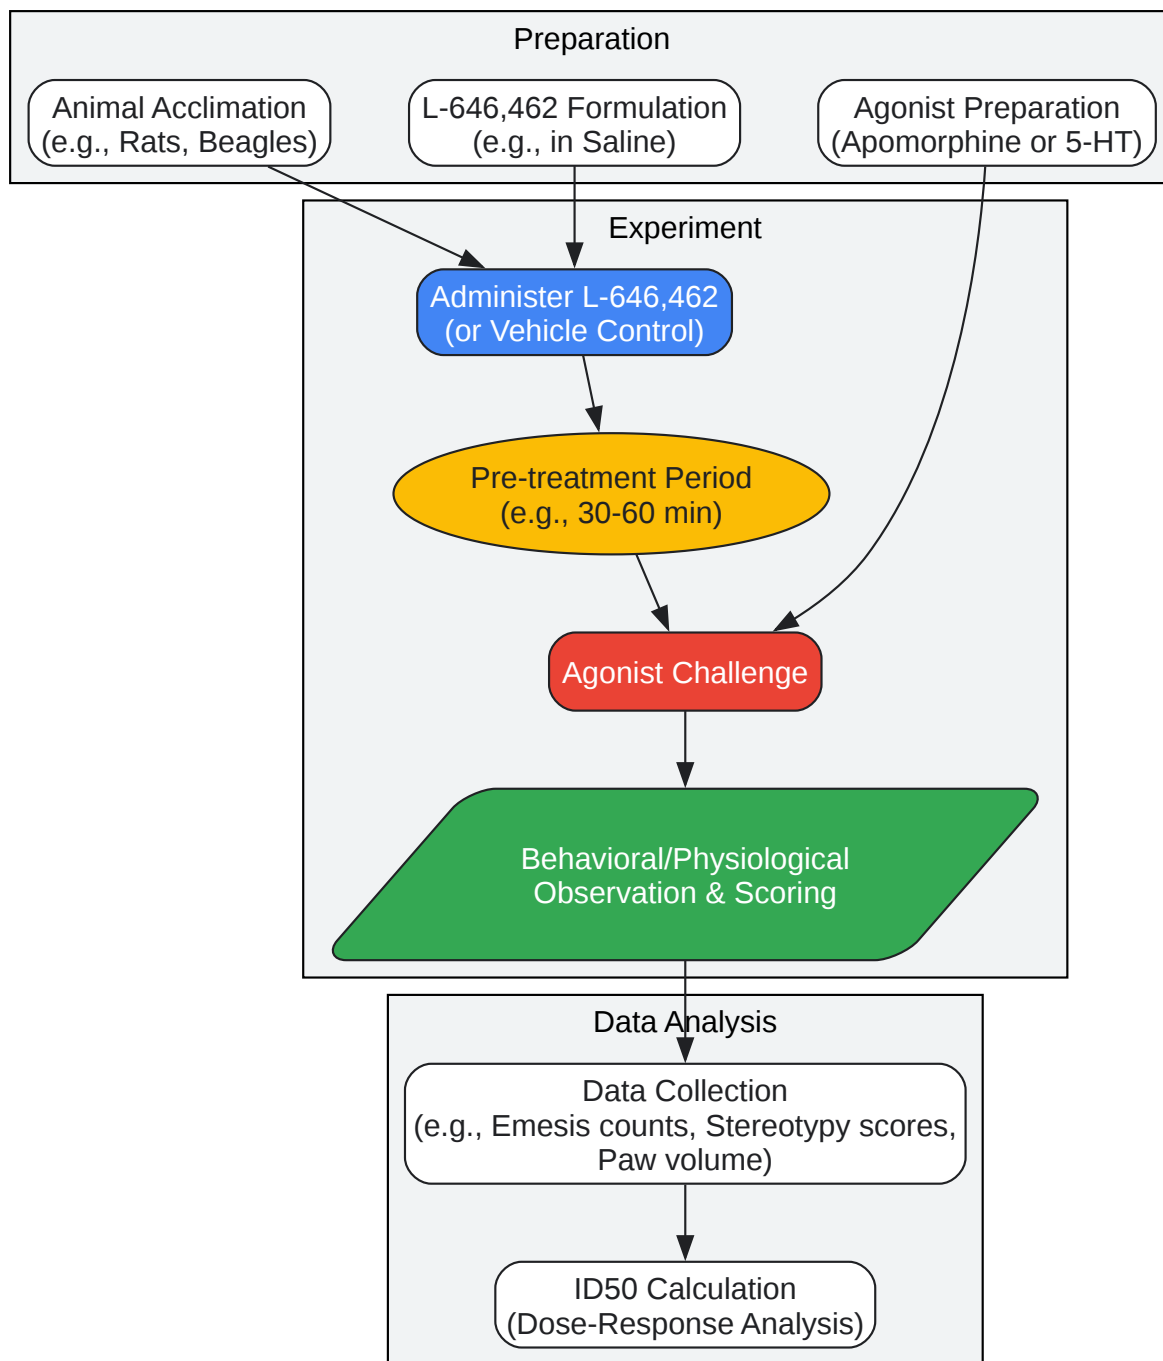 Preparation
Animal Acclimation
(e.g., Rats, Beagles)
L-646,462 Formulation
(e.g., in Saline)
Agonist Preparation
(Apomorphine or 5-HT)
Experiment
Administer L-646,462
(or Vehicle Control)
Pre-treatment Period
(e.g., 30-60 min)
Agonist Challenge
Behavioral/Physiological
Observation & Scoring
Data Analysis
Data Collection
(e.g., Emesis counts, Stereotypy scores,
Paw volume)
ID50 Calculation
(Dose-Response Analysis)